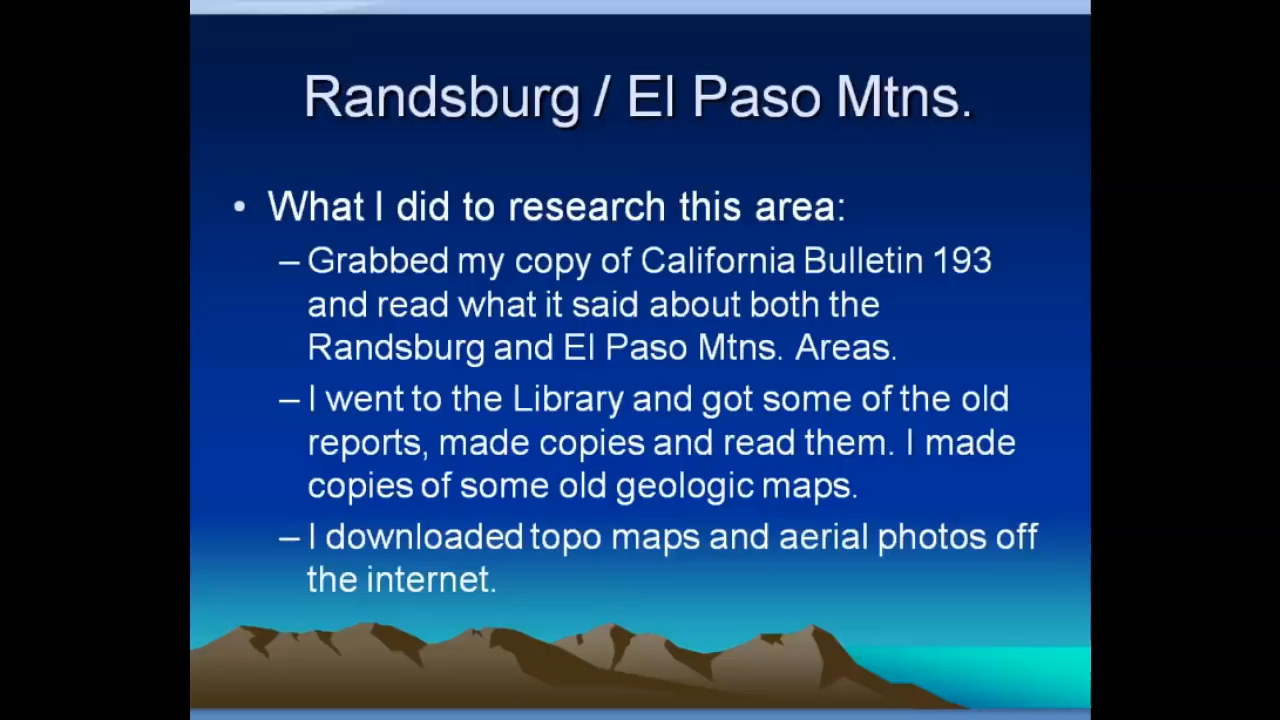 Randsburg / El Paso Mtns.
• What I did to research this area:
– Grabbed my copy of California Bulletin 193
and read what it said about both the
Randsburg and El Paso Mtns. Areas.
– I went to the Library and got some of the old
reports, made copies and read them. I made
copies of some old geologic maps.
– I downloaded topo maps and aerial photos off
the internet.